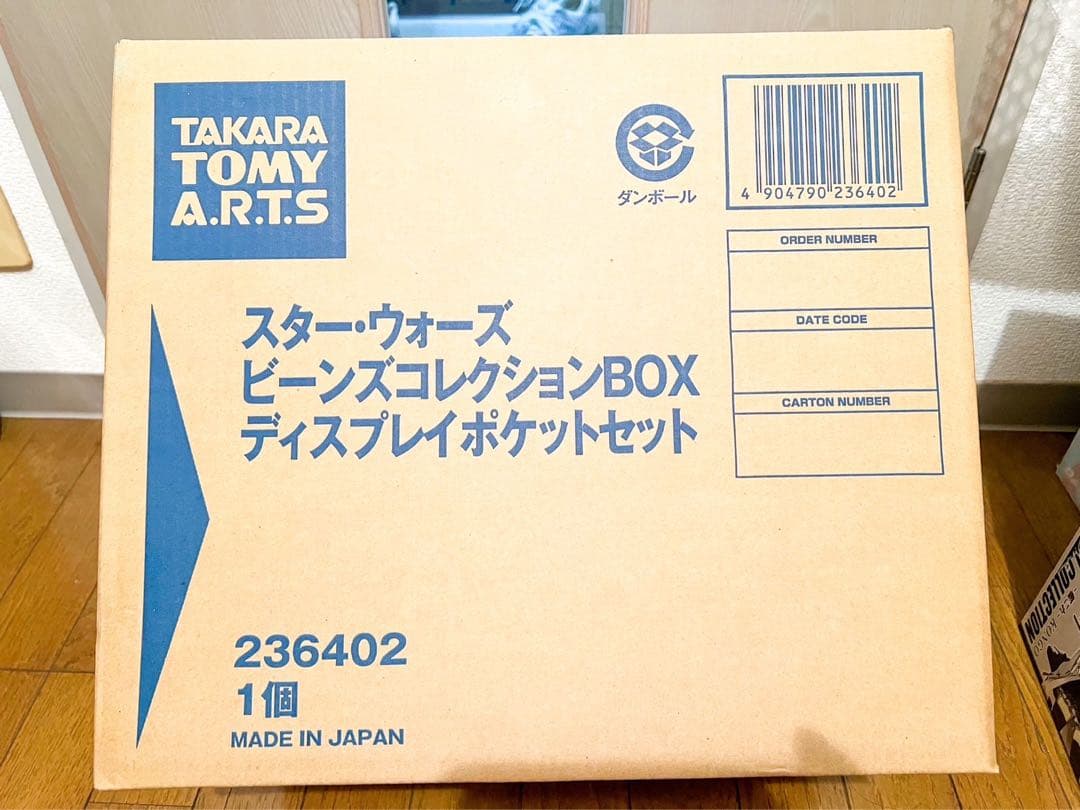 TAKARA
TOMY
A.R.T.S
ダンボール
4 904790 236402
ORDER NUMBER
DATE CODE
CARTON NUMBER
スター・ウォーズ
ビーンズコレクションBOX
ディスプレイポケットセット
236402
1個
MADE IN JAPAN
COLLECTION